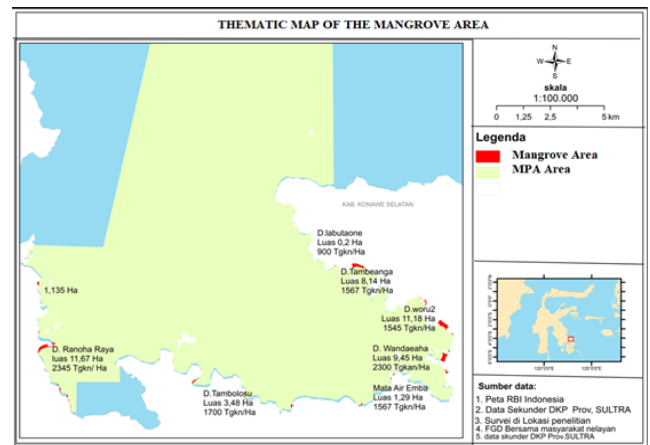 THEMATIC MAP OF THE MANGROVE AREA
N
W E
S
skala
1:100.000
0 1,25 2,5 5 km
Legenda
Mangrove Area
MPA Area
KAB. KONAWE SELATAN
D.labutaone
Luas 0,2 Ha
900 Tgkn/Ha
D.Tambeanga
Luas 8,14 Ha
1567 Tgkn/Ha
D.woru2
Luas 11,18 Ha
1545 Tgkn/Ha
1,135 Ha
D. Ranoha Raya
luas 11,67 Ha
2345 Tgkn/ Ha
D. Wandaeaha
Luas 9,45 Ha
2300 Tgkan/Ha
D.Tambolosu
Luas 3,48 Ha
1700 Tgkn/Ha
Mata Air Emba
Luas 1,29 Ha
1567 Tgkn/Ha
Sumber data:
1. Peta RBI Indonesia
2. Data Sekunder DKP Prov, SULTRA
3. Survei di Lokasi penelitian
4. FGD Bersama masyarakat nelayan
5. data skunder DKP Prov.SULTRA